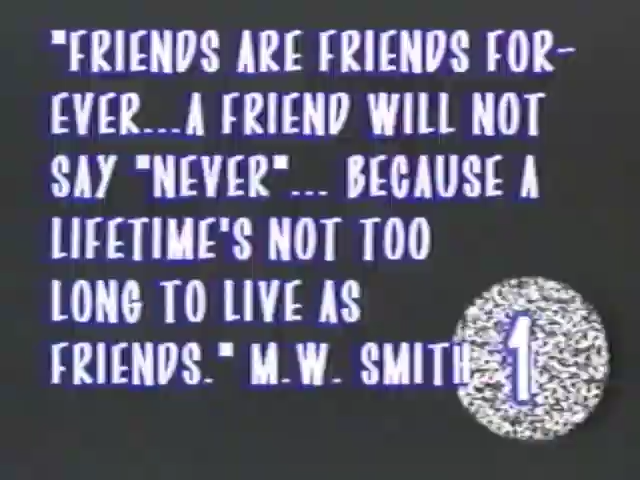 "FRIENDS ARE FRIENDS FOR-
EVER...A FRIEND WILL NOT
SAY "NEVER"... BECAUSE A
LIFETIME'S NOT TOO
LONG TO LIVE AS
FRIENDS." M.W. SMITH
1